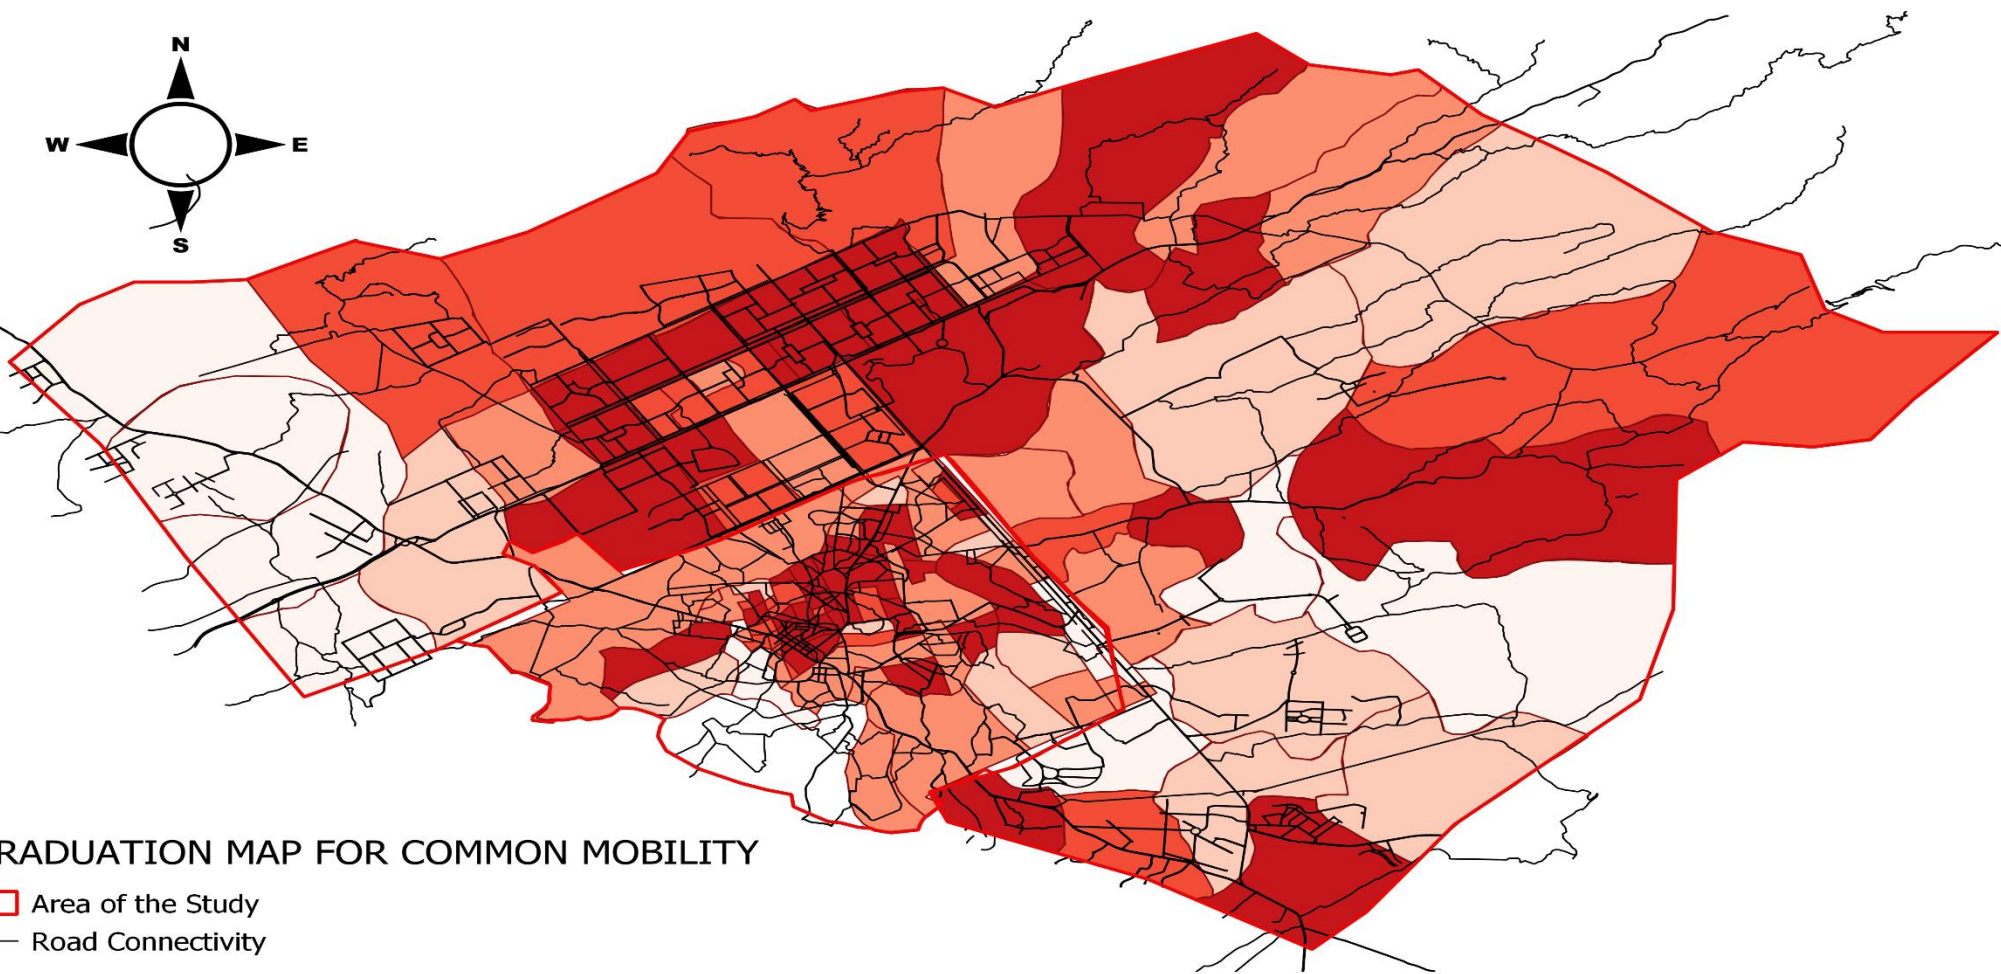 N
W E
S
RADUATION MAP FOR COMMON MOBILITY
Area of the Study
Road Connectivity